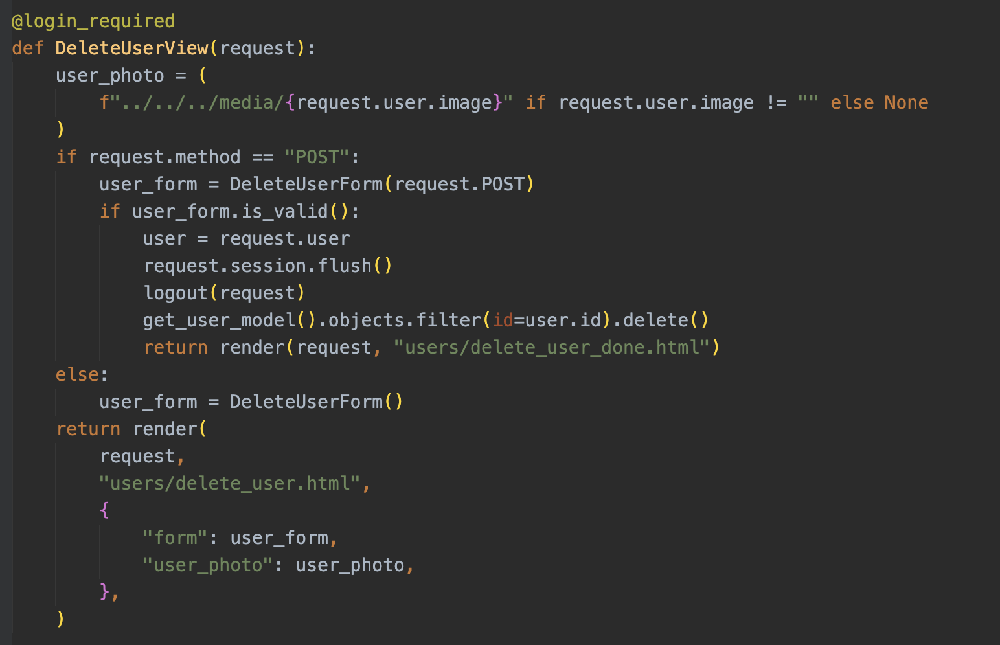 @login_required
def DeleteUserView(request):
    user_photo = (
        f"../../../media/{request.user.image}" if request.user.image != "" else None
    )
    if request.method == "POST":
        user_form = DeleteUserForm(request.POST)
        if user_form.is_valid():
            user = request.user
            request.session.flush()
            logout(request)
            get_user_model().objects.filter(id=user.id).delete()
            return render(request, "users/delete_user_done.html")
    else:
        user_form = DeleteUserForm()
    return render(
        request,
        "users/delete_user.html",
        {
            "form": user_form,
            "user_photo": user_photo,
        },
    )